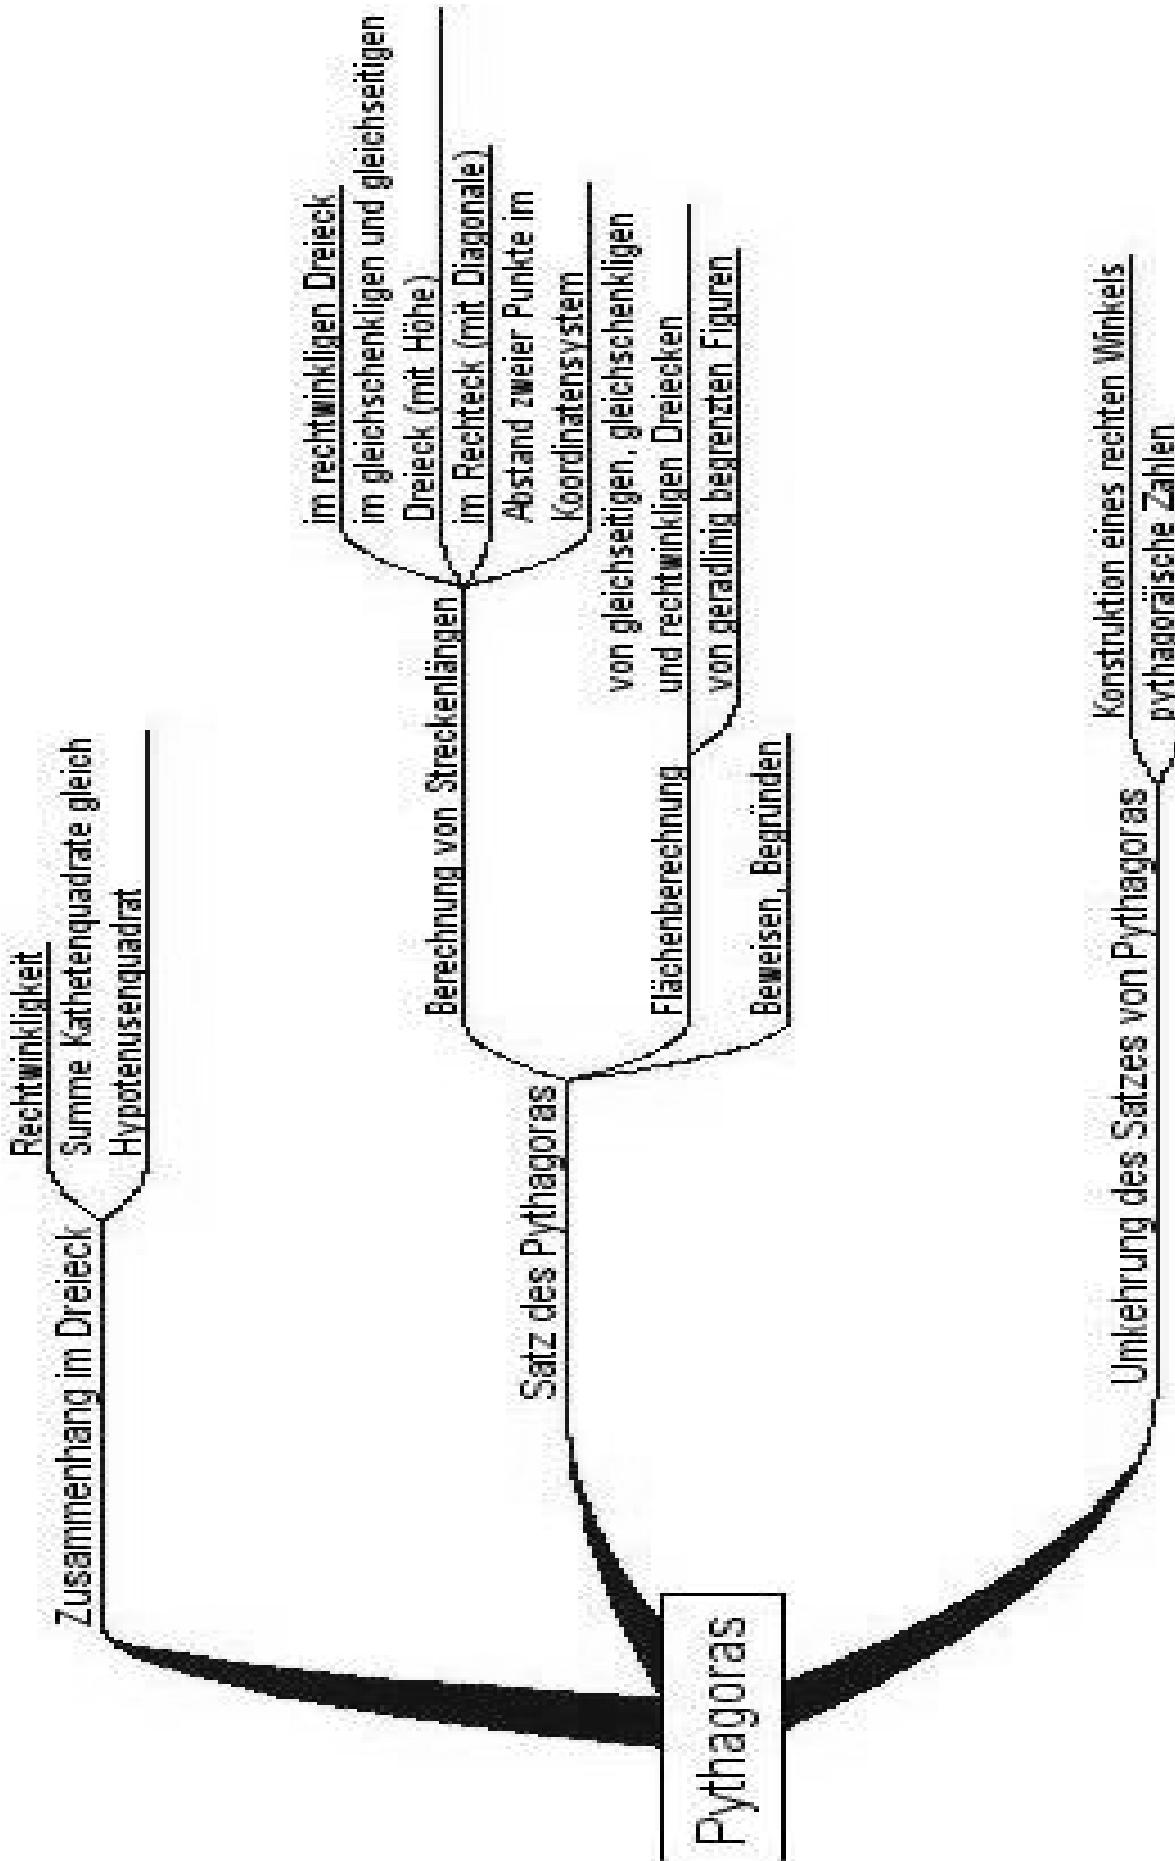 Pythagoras
Zusammenhang im Dreieck
Rechtwinkligkeit
Summe Kathetenquadrate gleich
Hypotenusenquadrat
Satz des Pythagoras
Berechnung von Streckenlängen
im rechtwinkligen Dreieck
im gleichschenkligen und gleichseitigen
Dreieck (mit Höhe)
im Rechteck (mit Diagonale)
Abstand zweier Punkte im
Koordinatensystem
Flächenberechnung
von gleichseitigen, gleichschenkligen
und rechtwinkligen Dreiecken
von geradlinig begrenzten Figuren
Beweisen, Begründen
Umkehrung des Satzes von Pythagoras
Konstruktion eines rechten Winkels
pythagoräische Zahlen